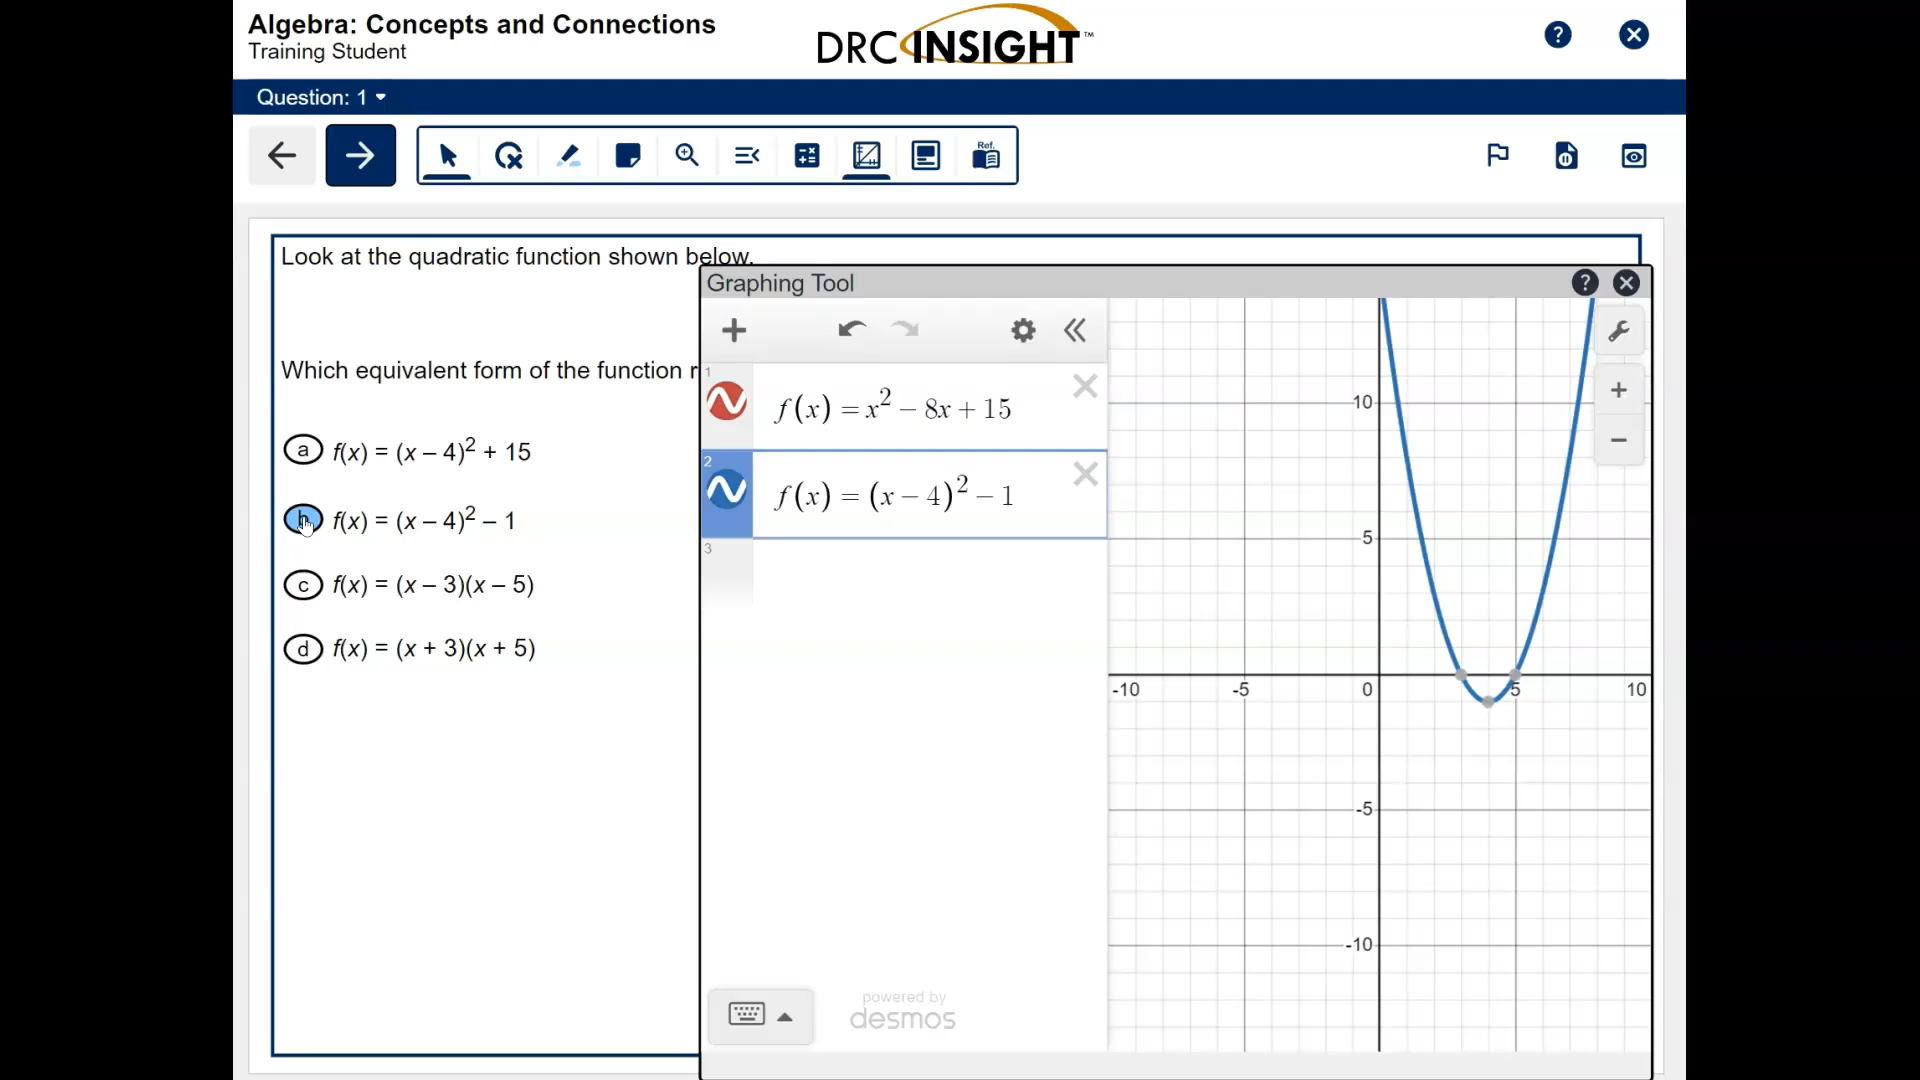 Algebra: Concepts and Connections
Training Student
DRC INSIGHT™
?
Question: 1
Ref.
Look at the quadratic function shown below.
Which equivalent form of the function r
a f(x) = (x – 4)² + 15
b f(x) = (x – 4)² – 1
c f(x) = (x – 3)(x – 5)
d f(x) = (x + 3)(x + 5)
Graphing Tool
?
1
f(x) = x² − 8x + 15
2
f(x) = (x − 4)² − 1
3
powered by
desmos
10
5
-10 -5 0 5 10
-5
-10